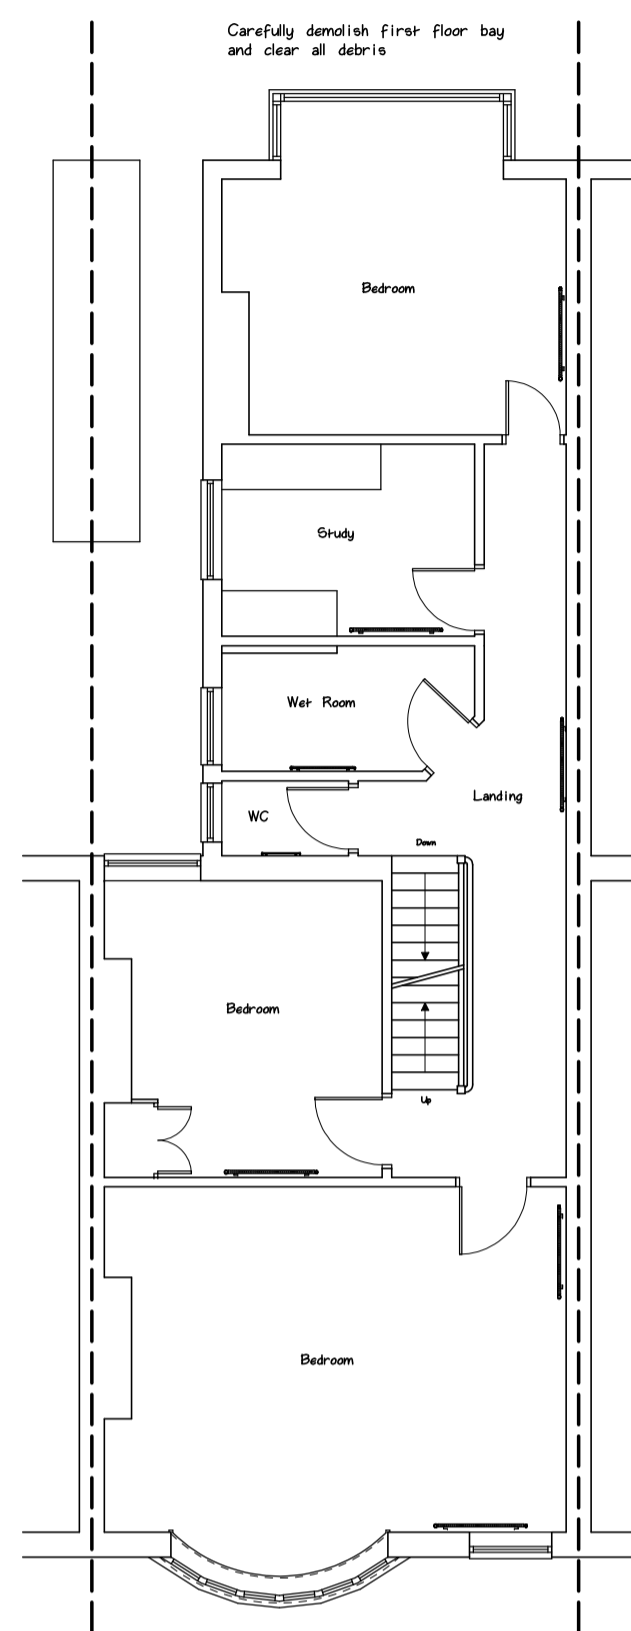 Carefully demolish first floor bay
and clear all debris
Bedroom
Study
Wet Room
Landing
WC
Down
Bedroom
Up
Bedroom